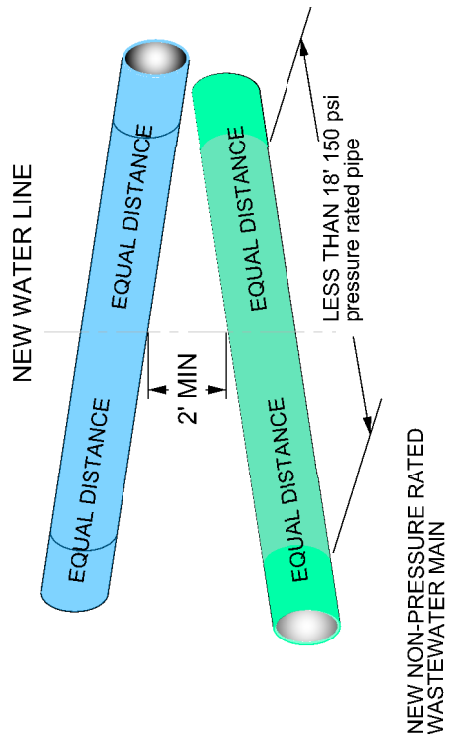 NEW WATER LINE
EQUAL DISTANCE
EQUAL DISTANCE
2' MIN
EQUAL DISTANCE
EQUAL DISTANCE
LESS THAN 18' 150 psi
pressure rated pipe
NEW NON-PRESSURE RATED
WASTEWATER MAIN